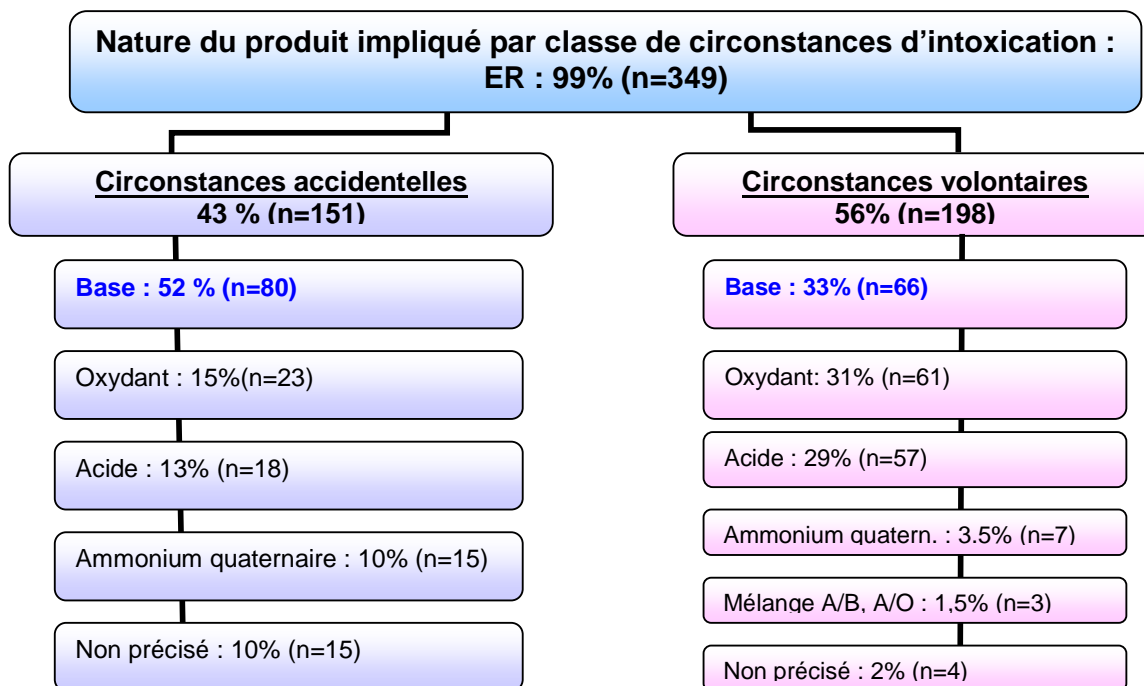 Nature du produit impliqué par classe de circonstances d'intoxication :
ER : 99% (n=349)
Circonstances accidentelles
43 % (n=151)
Base : 52 % (n=80)
Oxydant : 15%(n=23)
Acide : 13% (n=18)
Ammonium quaternaire : 10% (n=15)
Non précisé : 10% (n=15)
Circonstances volontaires
56% (n=198)
Base : 33% (n=66)
Oxydant: 31% (n=61)
Acide : 29% (n=57)
Ammonium quatern. : 3.5% (n=7)
Mélange A/B, A/O : 1,5% (n=3)
Non précisé : 2% (n=4)